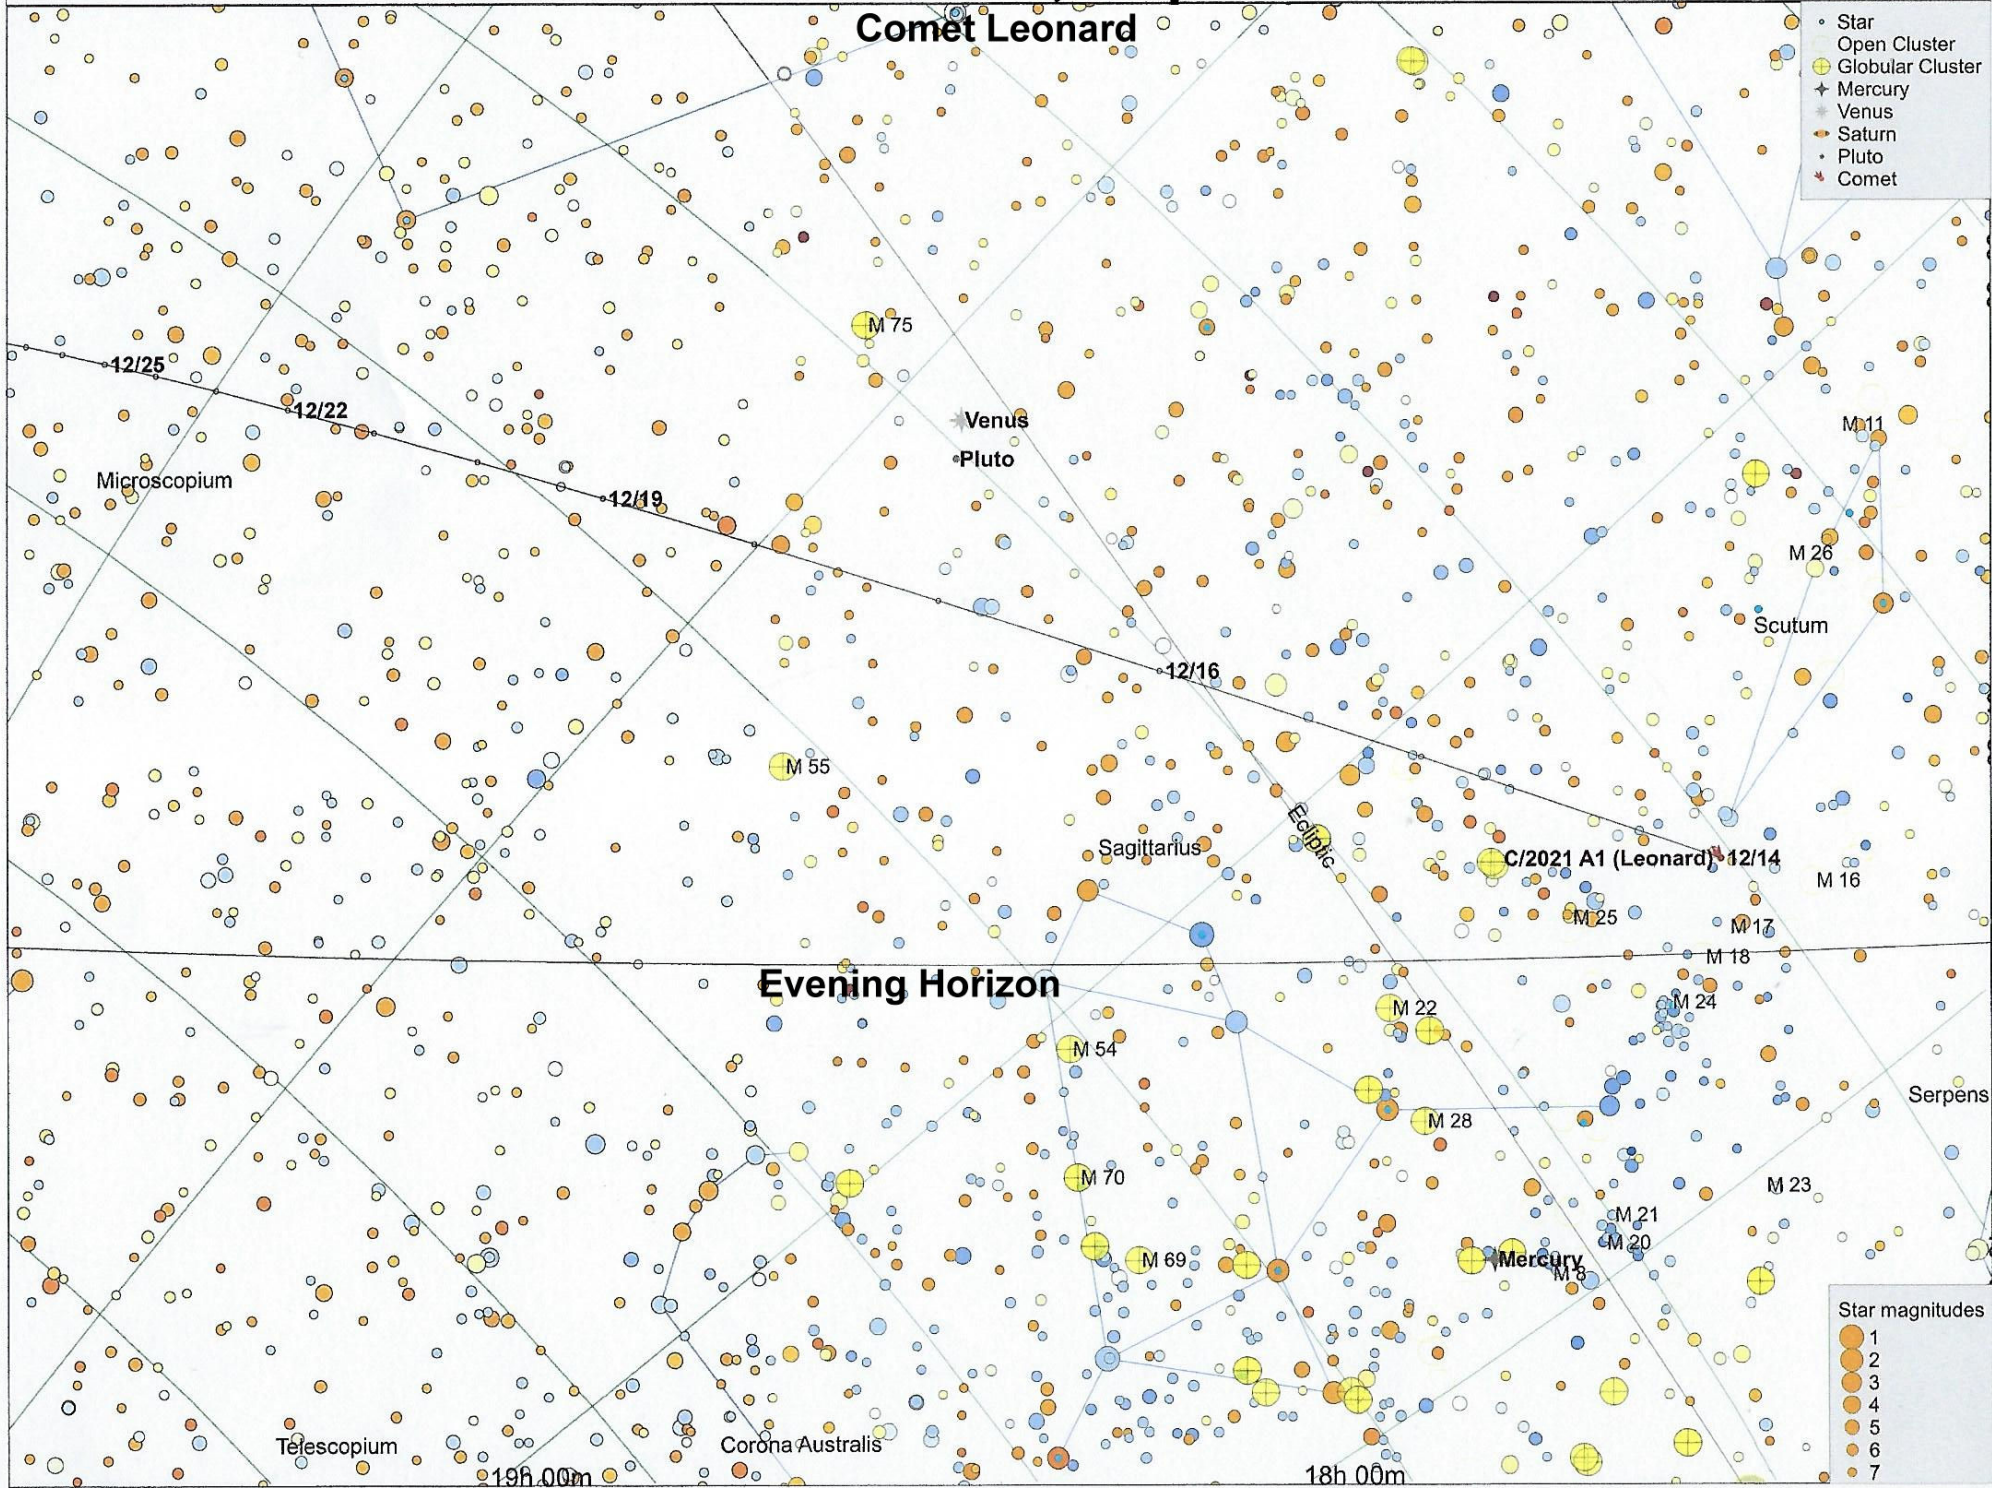 Comet Leonard
Star
Open Cluster
Globular Cluster
Mercury
Venus
Saturn
Pluto
Comet
M 75
12/25
12/22
Venus
M 11
Pluto
Microscopium
12/19
M 26
Scutum
12/16
M 55
Ecliptic
Sagittarius
C/2021 A1 (Leonard)
12/14
M 16
M 25
M 17
M 18
Evening Horizon
M 24
M 22
M 54
Serpens
M 28
M 70
M 23
M 21
M 20
M 69
Mercury
M 8
Star magnitudes
1
2
3
4
5
6
7
Telescopium
Corona Australis
19h 00m
18h 00m